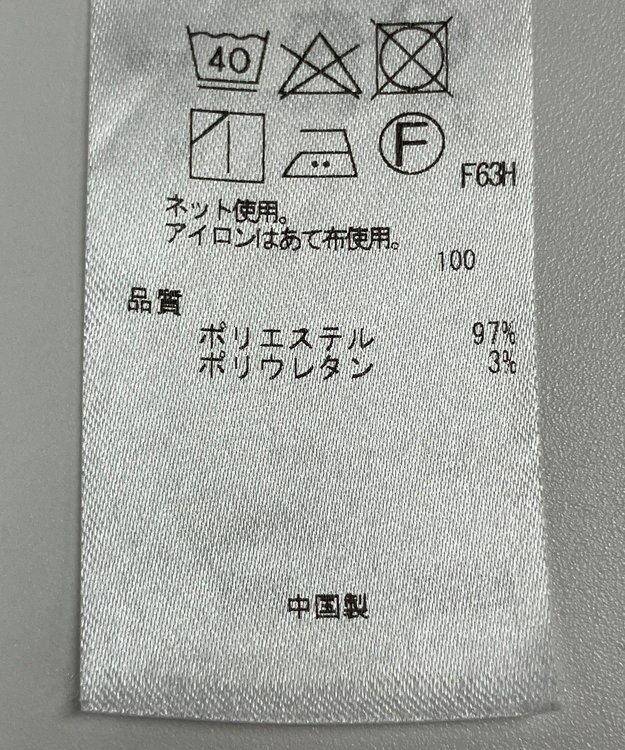 40
F
F63H
ネット使用。
アイロンはあて布使用。
100
品質
ポリエステル 97%
ポリウレタン 3%
中国製